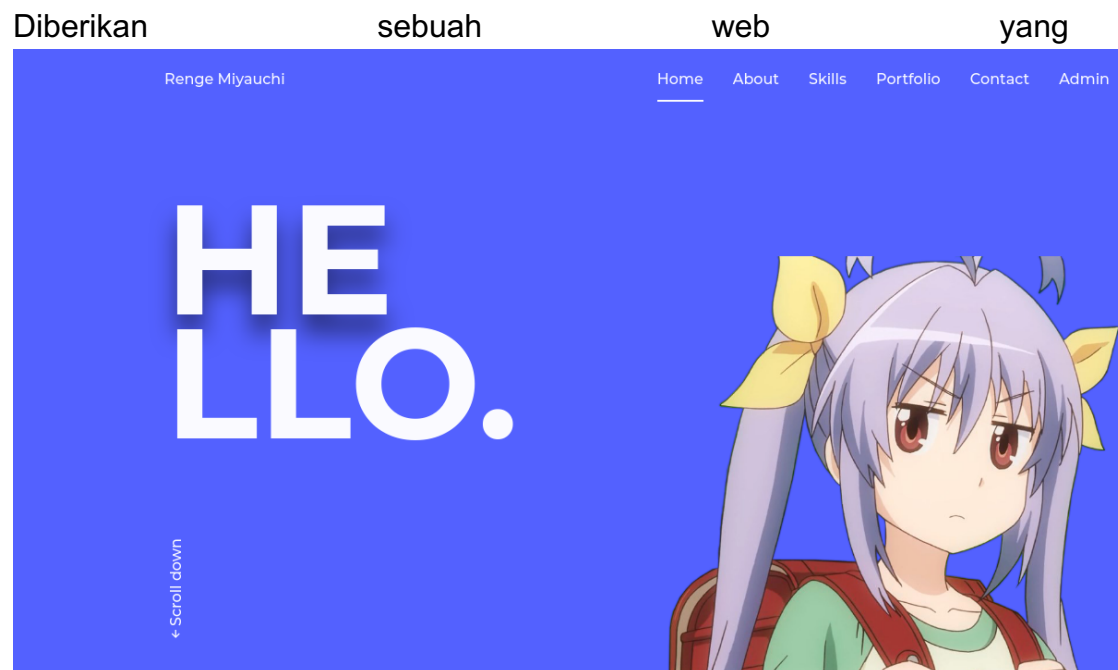 Diberikan sebuah web yang
Renge Miyauchi Home About Skills Portfolio Contact Admin
HE
LLO.
← Scroll down